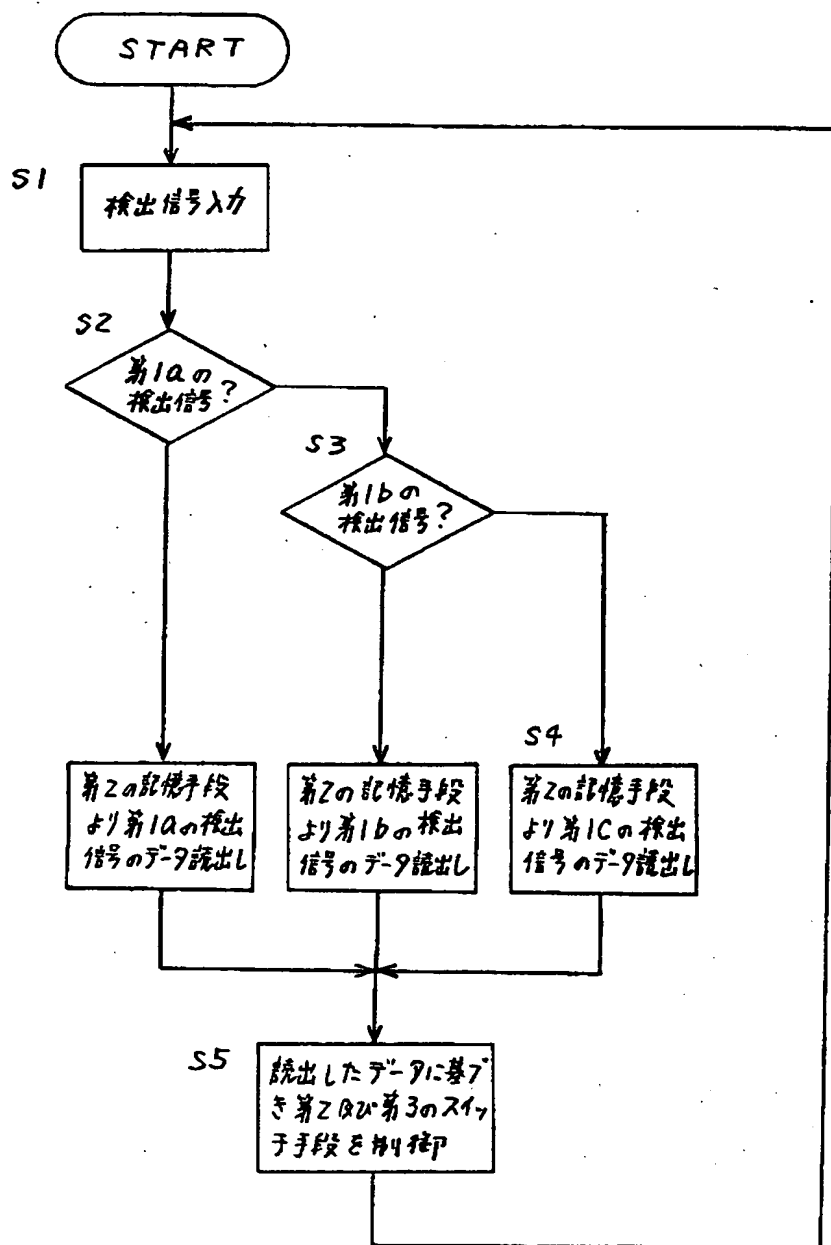 START
S1
検出信号入力
S2
第1aの
検出信号?
S3
第1bの
検出信号?
S4
第2の記憶手段
より第1aの検出
信号のデータ読出し
第2の記憶手段
より第1bの検出
信号のデータ読出し
第2の記憶手段
より第1cの検出
信号のデータ読出し
S5
読出したデータに基づ
き第2及び第3のスイッ
チ手段を制御